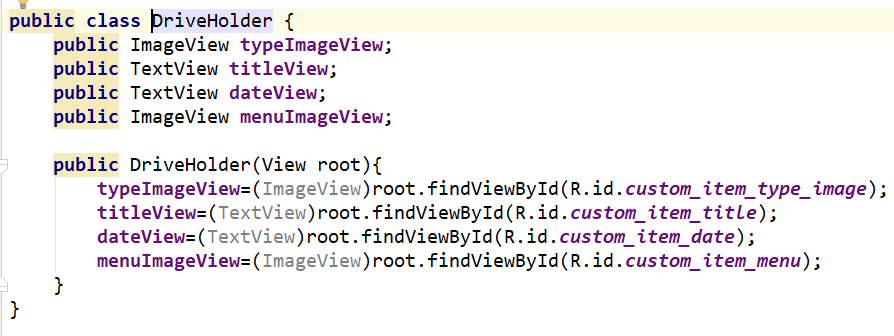 public class DriveHolder {
    public ImageView typeImageView;
    public TextView titleView;
    public TextView dateView;
    public ImageView menuImageView;

    public DriveHolder(View root){
        typeImageView=(ImageView)root.findViewById(R.id.custom_item_type_image);
        titleView=(TextView)root.findViewById(R.id.custom_item_title);
        dateView=(TextView)root.findViewById(R.id.custom_item_date);
        menuImageView=(ImageView)root.findViewById(R.id.custom_item_menu);
    }
}